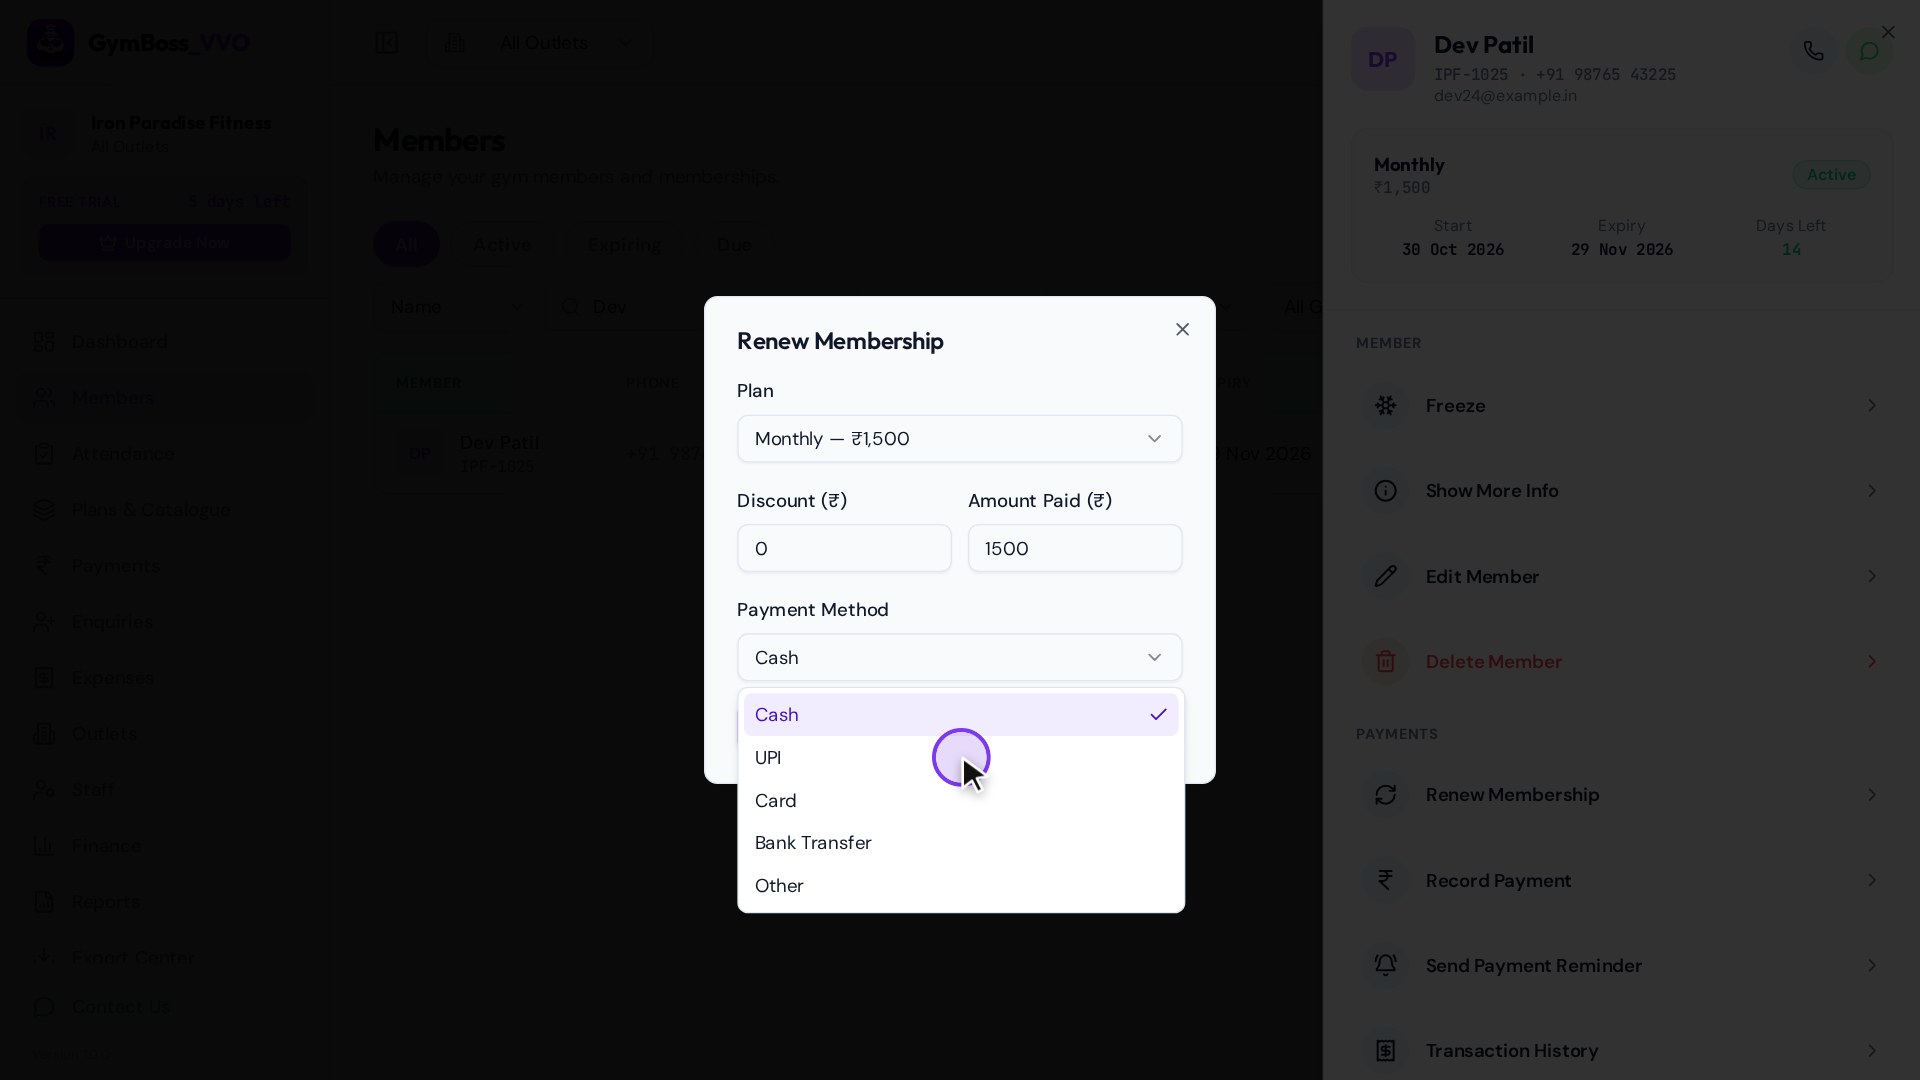 GymBoss_VVO
All Outlets
Iron Paradise Fitness
All Outlets
FREE TRIAL
5 days left
Upgrade Now
Dashboard
Members
Attendance
Plans & Catalogue
Payments
Enquiries
Expenses
Outlets
Staff
Finance
Reports
Export Center
Contact Us
Members
Manage your gym members and memberships.
All
Active
Expiring
Due
Name
Dev
MEMBER
PHONE
DP
Dev Patil
IPF-1025
Nov 2026
Renew Membership
Plan
Monthly — ₹1,500
Discount (₹)
Amount Paid (₹)
0
1500
Payment Method
Cash
Cash
UPI
Card
Bank Transfer
Other
DP
Dev Patil
IPF-1025 · +91 98765 43225
dev24@example.in
Monthly
₹1,500
Active
Start
Expiry
Days Left
30 Oct 2026
29 Nov 2026
14
MEMBER
Freeze
Show More Info
Edit Member
Delete Member
PAYMENTS
Renew Membership
Record Payment
Send Payment Reminder
Transaction History